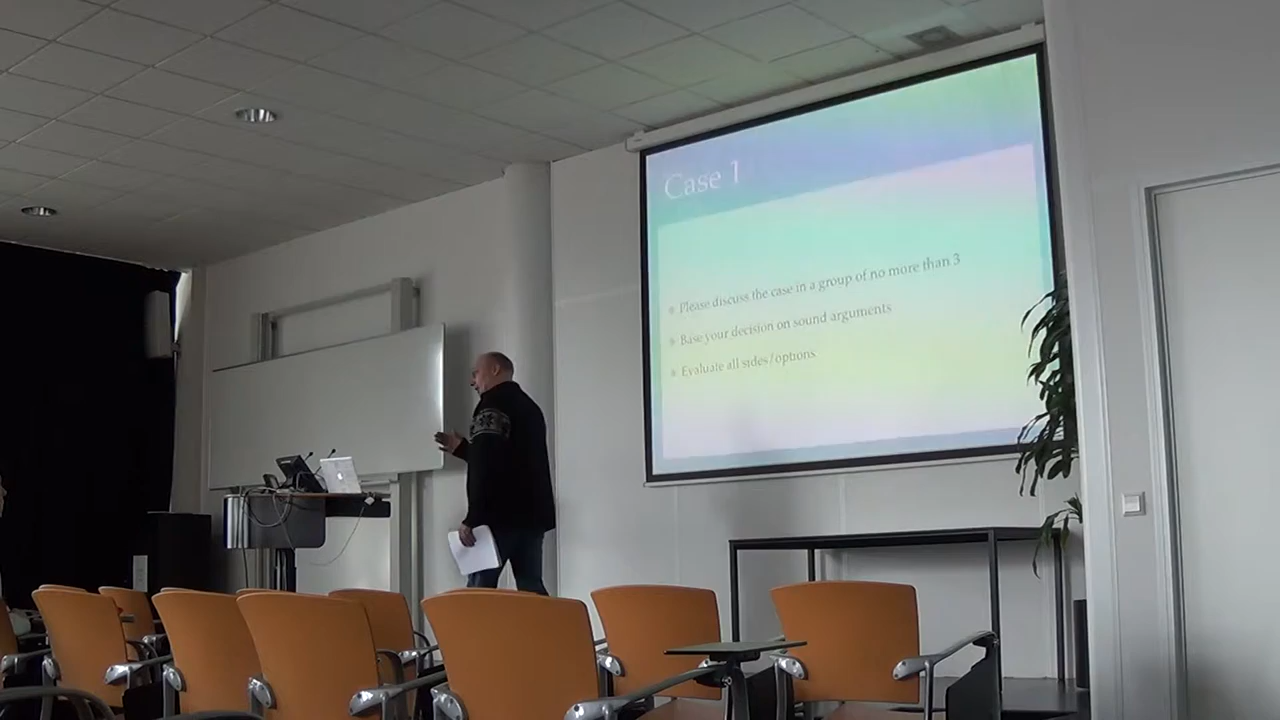 Case 1
Please discuss the case in a group of no more than 3
Base your decision on sound arguments
Evaluate all sides/options